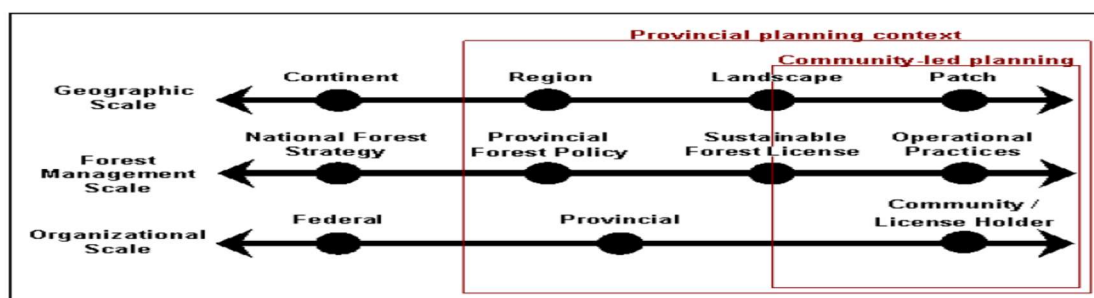 Provincial planning context
Community-led planning
Geographic
Scale
Continent
Region
Landscape
Patch
Forest
Management
Scale
National Forest
Strategy
Provincial
Forest Policy
Sustainable
Forest License
Operational
Practices
Organizational
Scale
Federal
Provincial
Community /
License Holder